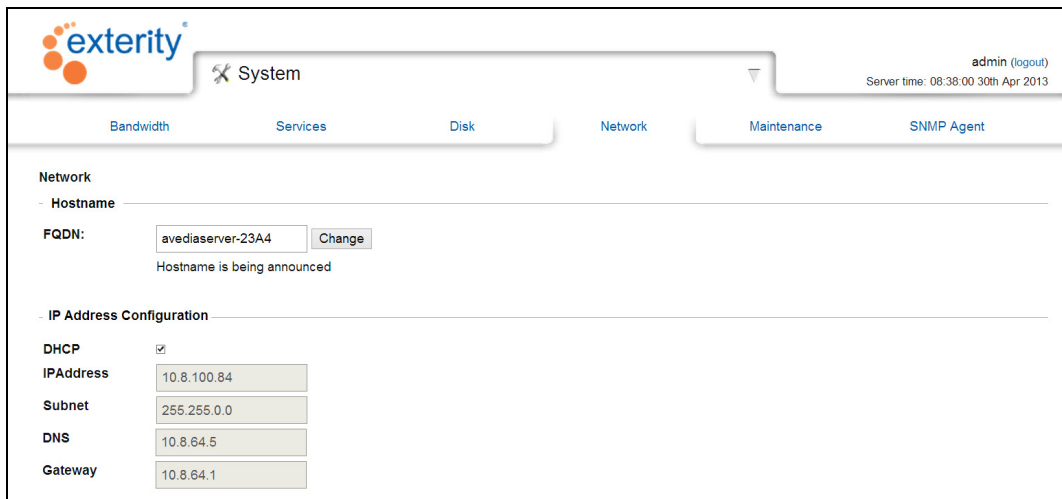 exterity®
System
admin (logout)
Server time: 08:38:00 30th Apr 2013
Bandwidth Services Disk Network Maintenance SNMP Agent
Network
Hostname
FQDN: avediaserver-23A4 Change
Hostname is being announced
IP Address Configuration
DHCP
IPAddress 10.8.100.84
Subnet 255.255.0.0
DNS 10.8.64.5
Gateway 10.8.64.1